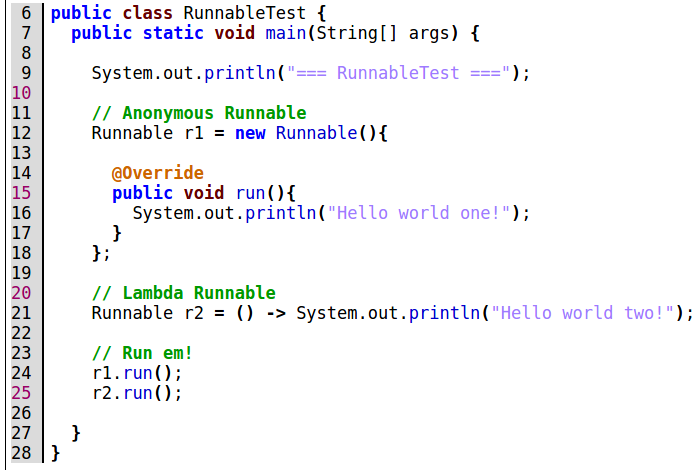 6 public class RunnableTest {
7   public static void main(String[] args) {
8
9     System.out.println("=== RunnableTest ===");
10
11     // Anonymous Runnable
12     Runnable r1 = new Runnable(){
13
14       @Override
15       public void run(){
16         System.out.println("Hello world one!");
17       }
18     };
19
20     // Lambda Runnable
21     Runnable r2 = () -> System.out.println("Hello world two!");
22
23     // Run em!
24     r1.run();
25     r2.run();
26
27   }
28 }